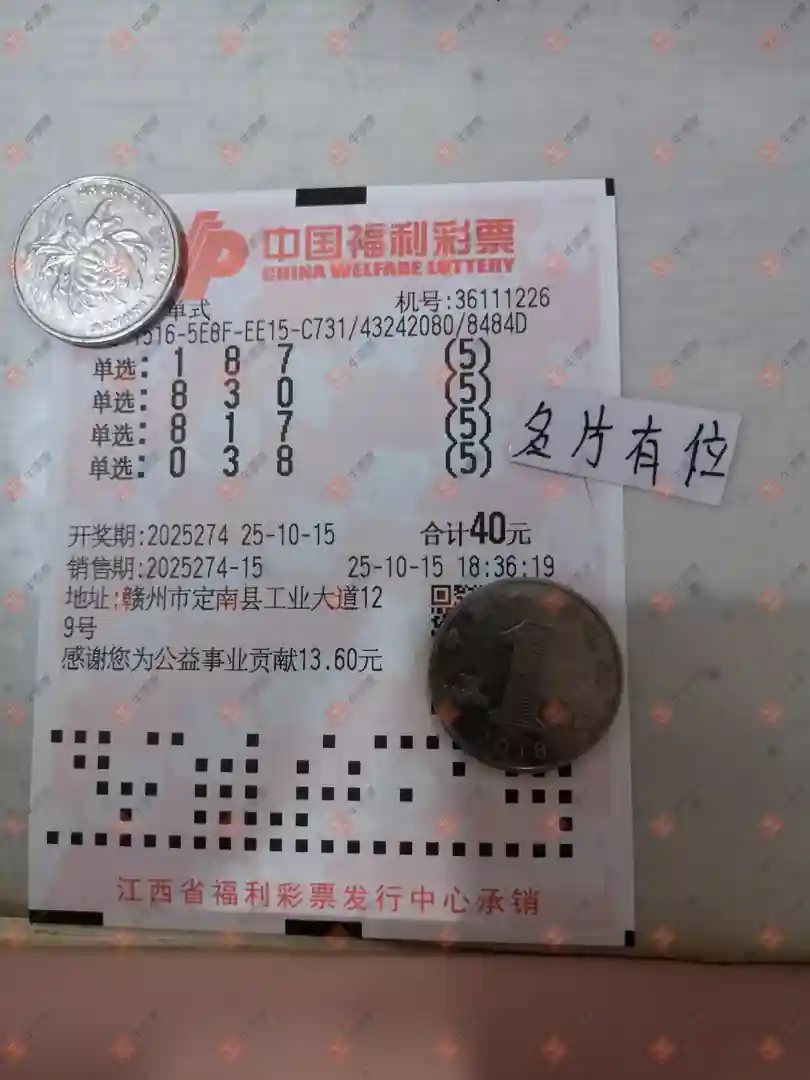 中国福利彩票
CHINA WELFARE LOTTERY
单式 机号:36111226
1516-5E8F-EE15-C731/43242080/8484D
单选: 1 8 7 (5)
单选: 8 3 0 (5)
单选: 8 1 7 (5)
单选: 0 3 8 (5)
名片有位
开奖期:2025274 25-10-15 合计40元
销售期:2025274-15 25-10-15 18:36:19
地址:赣州市定南县工业大道12
9号
感谢您为公益事业贡献13.60元
1
2018
江西省福利彩票发行中心承销